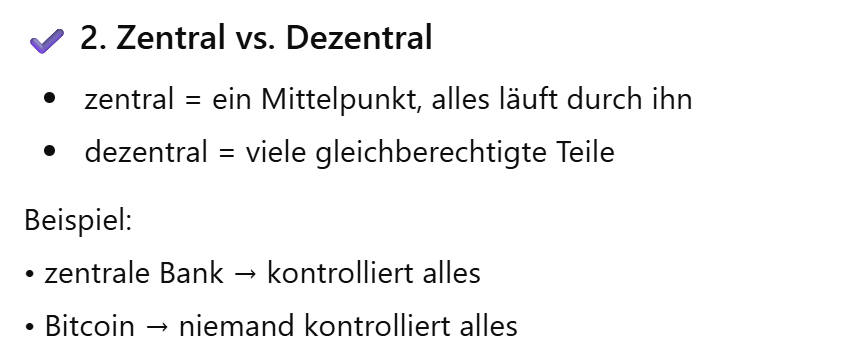 ✔ 2. Zentral vs. Dezentral
• zentral = ein Mittelpunkt, alles läuft durch ihn
• dezentral = viele gleichberechtigte Teile
Beispiel:
• zentrale Bank → kontrolliert alles
• Bitcoin → niemand kontrolliert alles